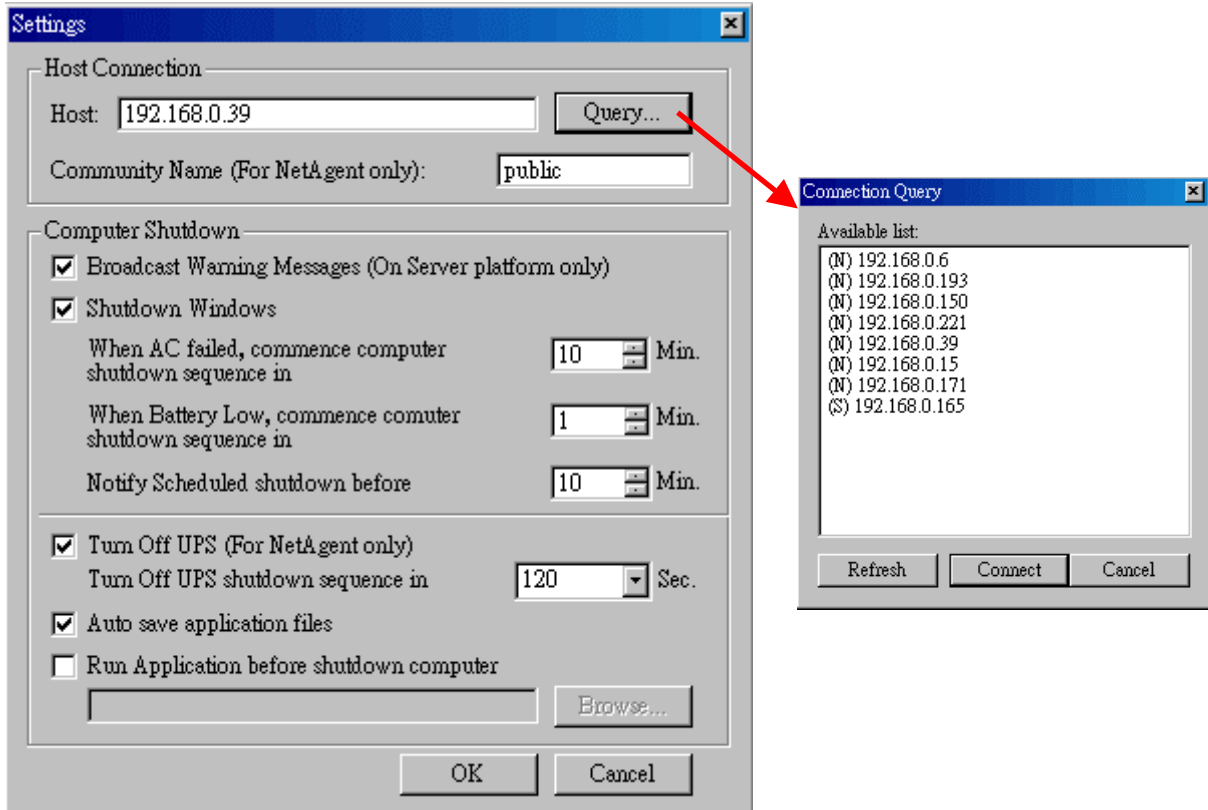 Settings
Host Connection
Host: 192.168.0.39 Query...
Community Name (For NetAgent only): public
Computer Shutdown
Broadcast Warning Messages (On Server platform only)
Shutdown Windows
When AC failed, commence computer
shutdown sequence in 10 Min.
When Battery Low, commence comuter
shutdown sequence in 1 Min.
Notify Scheduled shutdown before 10 Min.
Turn Off UPS (For NetAgent only)
Turn Off UPS shutdown sequence in 120 Sec.
Auto save application files
Run Application before shutdown computer
Browse...
OK Cancel
Connection Query
Available list:
(N) 192.168.0.6
(N) 192.168.0.193
(N) 192.168.0.150
(N) 192.168.0.221
(N) 192.168.0.39
(N) 192.168.0.15
(N) 192.168.0.171
(S) 192.168.0.165
Refresh Connect Cancel